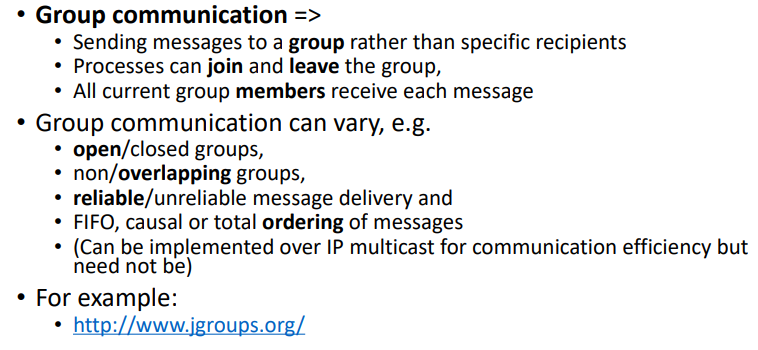 • Group communication =>
• Sending messages to a group rather than specific recipients
• Processes can join and leave the group,
• All current group members receive each message
• Group communication can vary, e.g.
• open/closed groups,
• non/overlapping groups,
• reliable/unreliable message delivery and
• FIFO, causal or total ordering of messages
• (Can be implemented over IP multicast for communication efficiency but
need not be)
• For example:
• http://www.jgroups.org/